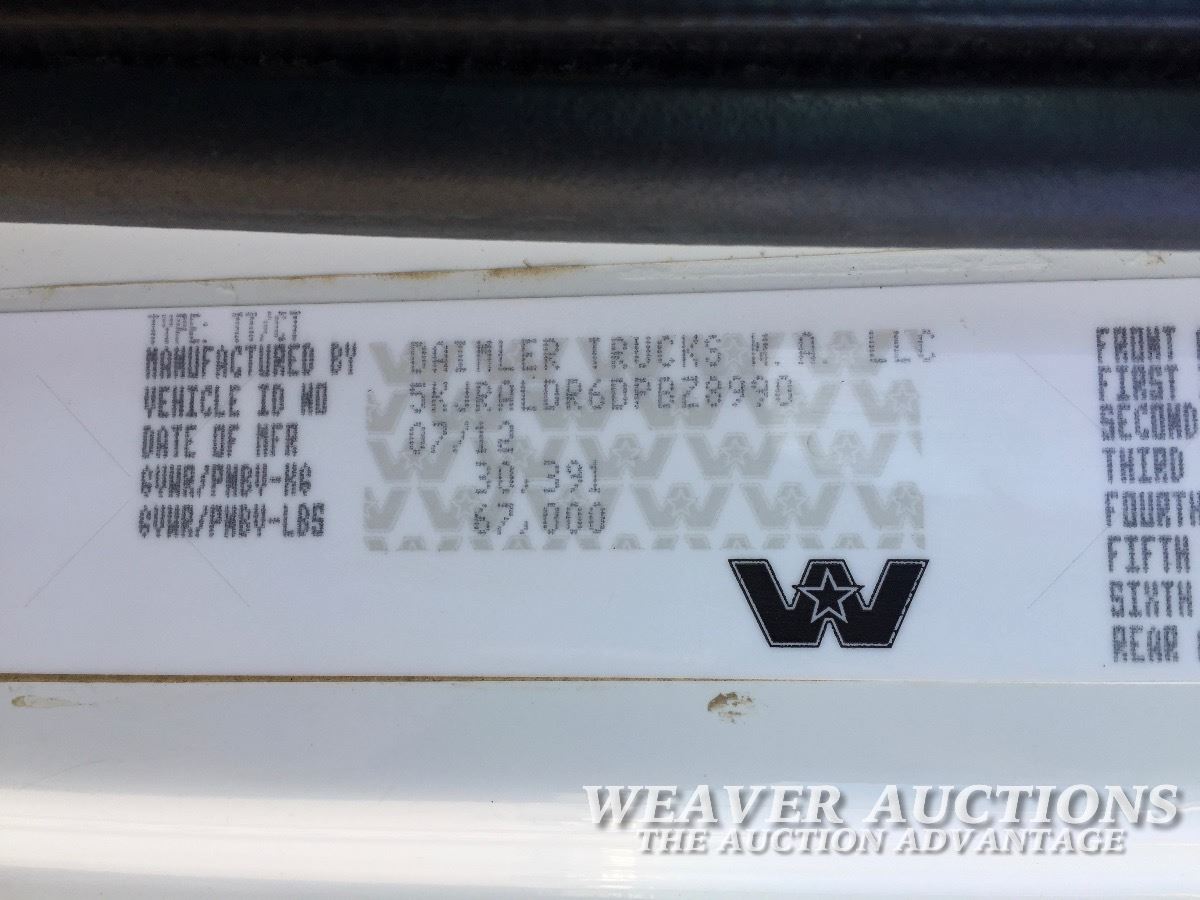 TYPE: TT/CT
MANUFACTURED BY DAIMLER TRUCKS N.A. LLC
VEHICLE ID NO 5KJRALDR6DPBZ8990
DATE OF MFR 07/12
GVWR/PNBV-KG 30,391
GVWR/PNBV-LBS 67,000
FRONT
FIRST
SECOND
THIRD
FOURTH
FIFTH
SIXTH
REAR
WEAVER AUCTIONS
THE AUCTION ADVANTAGE